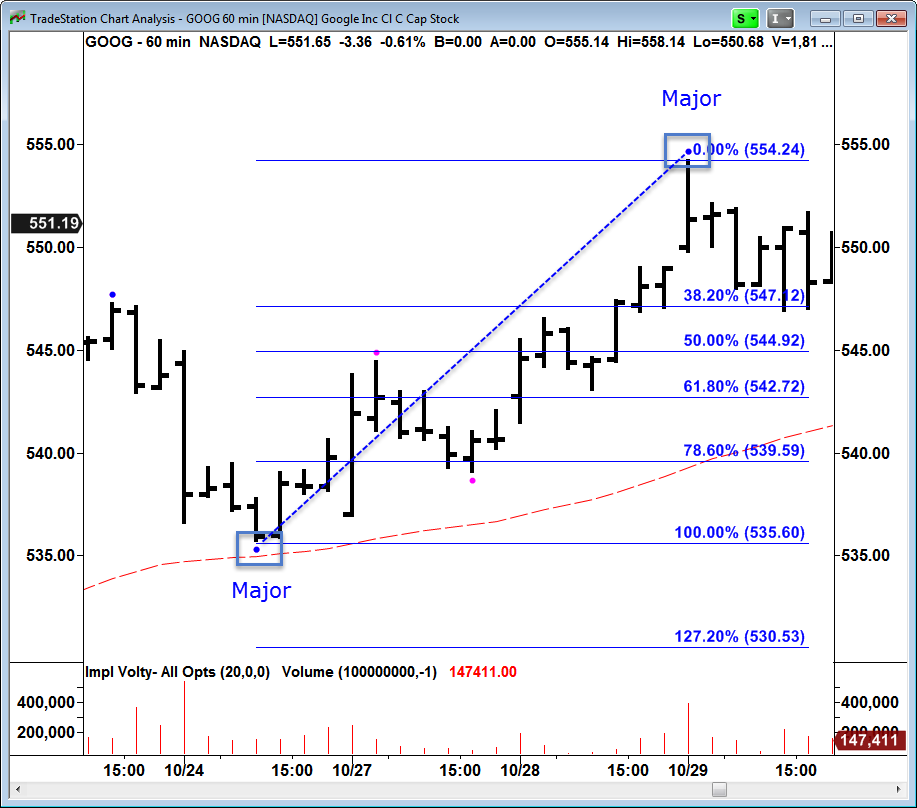 TradeStation Chart Analysis - GOOG 60 min [NASDAQ] Google Inc Cl C Cap Stock
S
I
GOOG - 60 min NASDAQ L=551.65 -3.36 -0.61% B=0.00 A=0.00 O=555.14 Hi=558.14 Lo=550.68 V=1,81 ...
Major
555.00 0.00% (554.24) 555.00
551.19
550.00 550.00
38.20% (547.12)
545.00 50.00% (544.92) 545.00
61.80% (542.72)
540.00 78.60% (539.59) 540.00
100.00% (535.60)
535.00 535.00
Major
127.20% (530.53)
Impl Volty- All Opts (20,0,0) Volume (100000000,-1) 147411.00
400,000 400,000
200,000 200,000
147,411
15:00 10/24 15:00 10/27 15:00 10/28 15:00 10/29 15:00